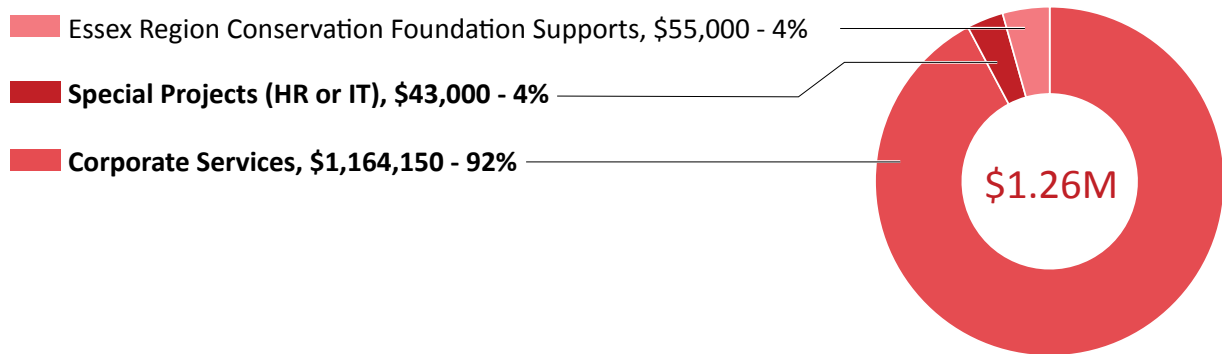 Essex Region Conservation Foundation Supports, $55,000 - 4%
Special Projects (HR or IT), $43,000 - 4%
Corporate Services, $1,164,150 - 92%
$1.26M